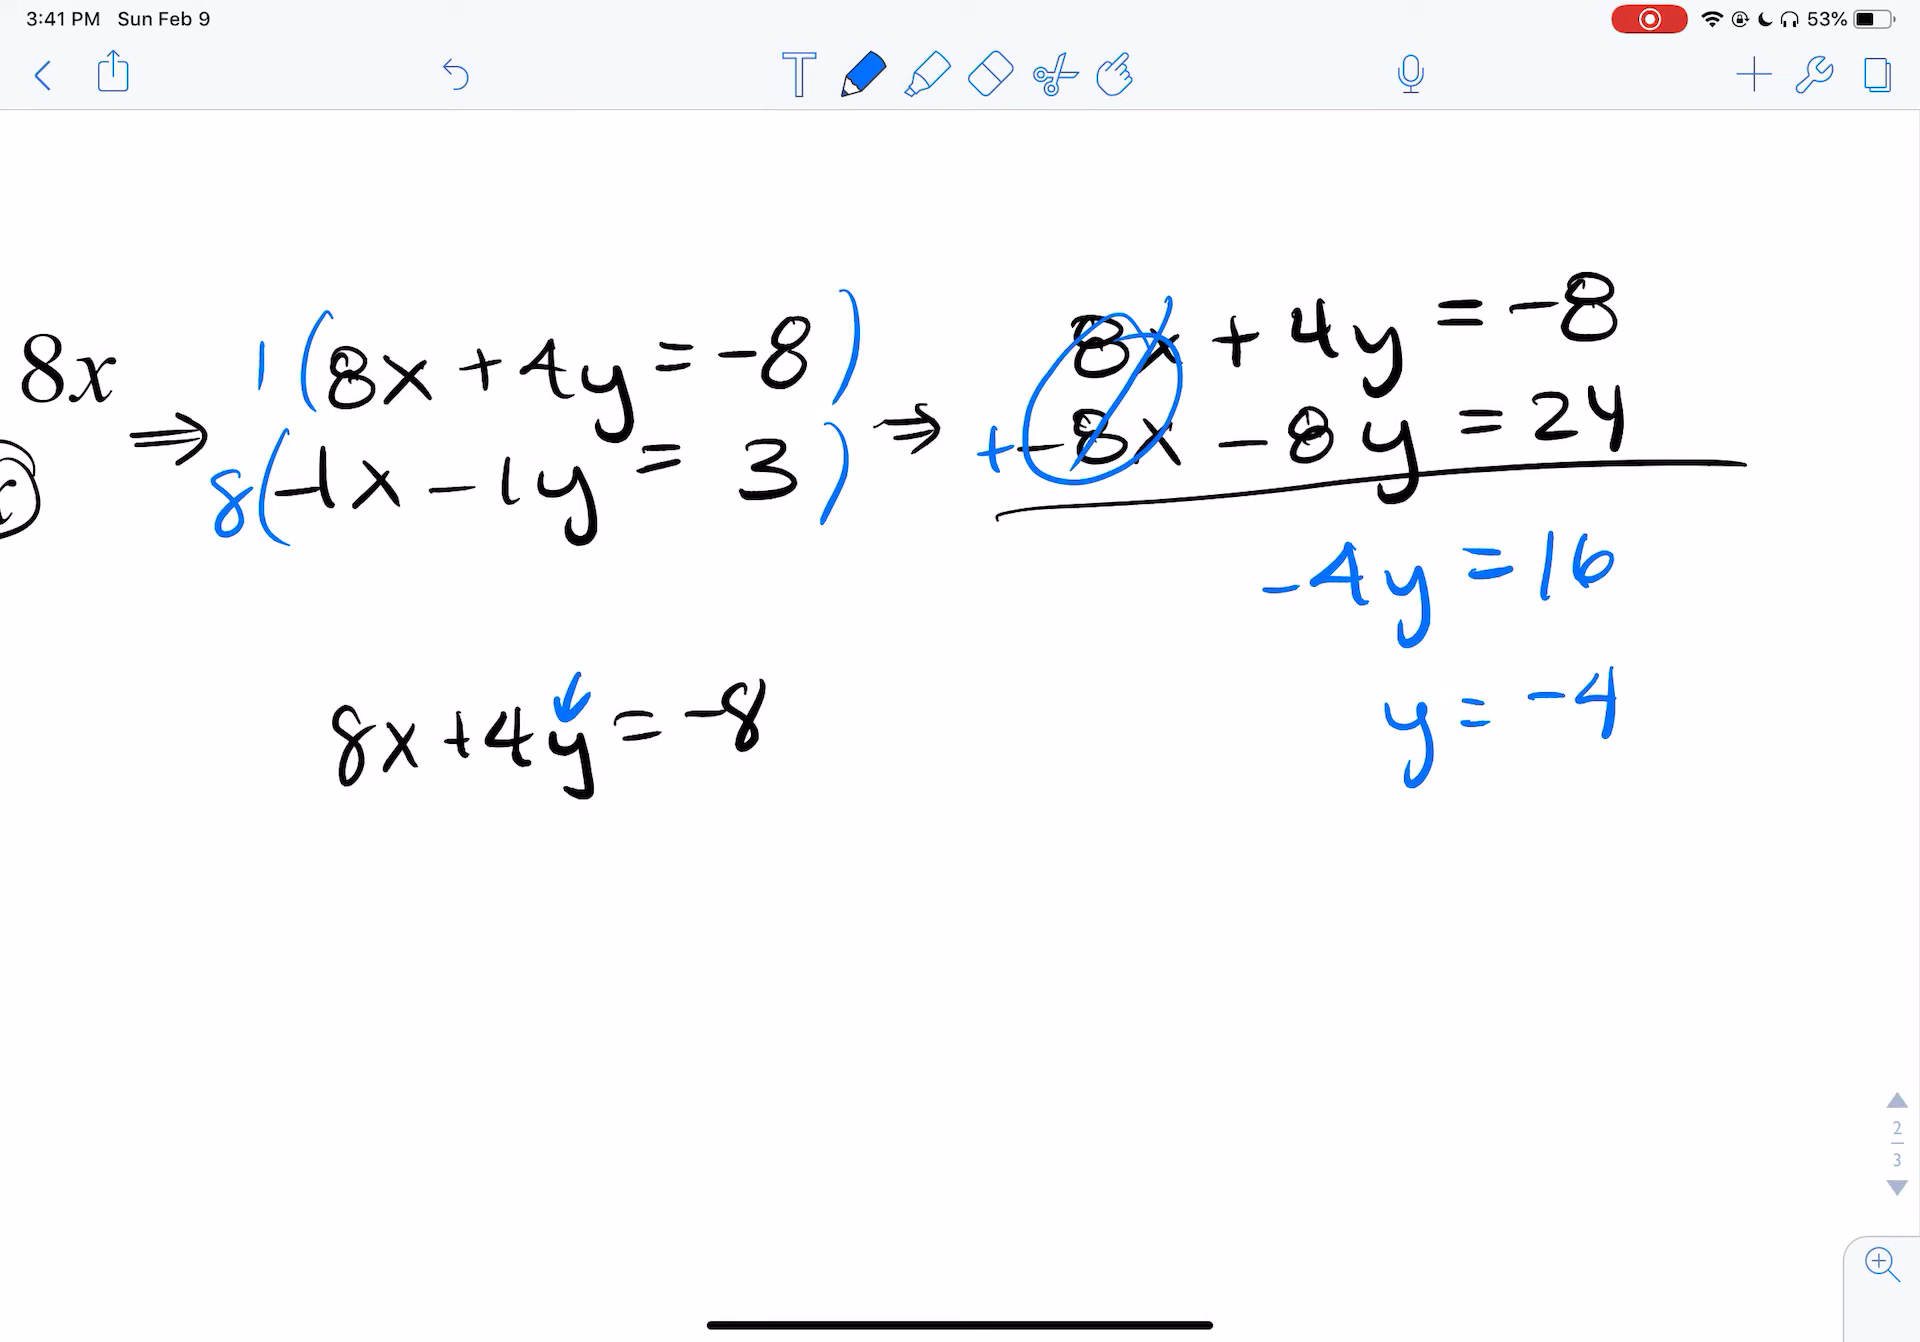 3:41 PM Sun Feb 9
53%
T
8x
⇒
1(8x + 4y = -8)
8(-1x - 1y = 3)
⇒
8x + 4y = -8
+ -8x - 8y = 24
-4y = 16
y = -4
8x + 4y = -8
2
3